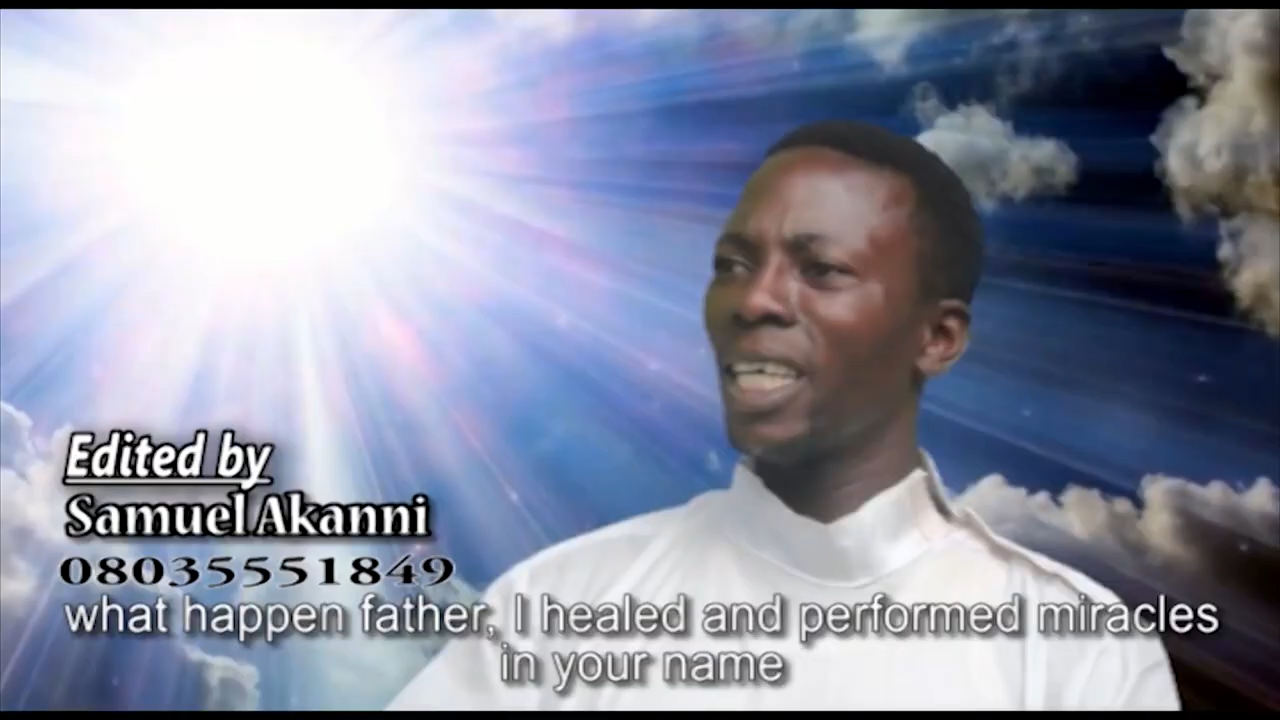 Edited by
Samuel Akanni
08035551849
what happen father, I healed and performed miracles
in your name